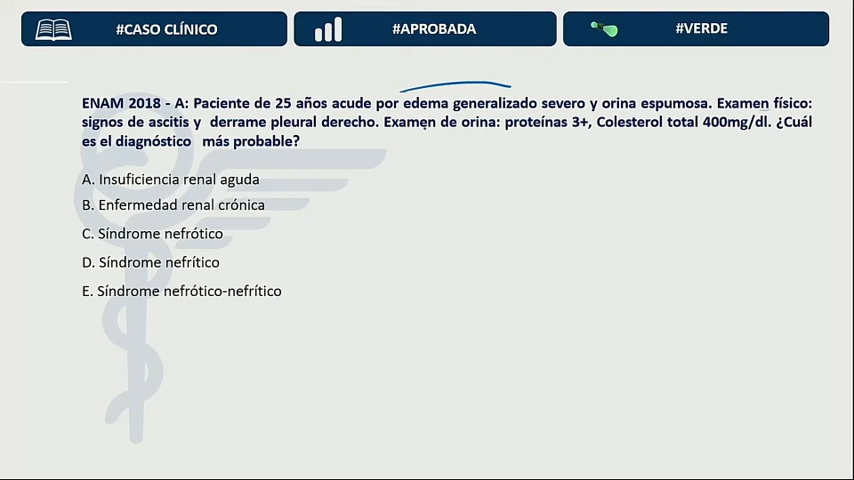 #CASO CLÍNICO
#APROBADA
#VERDE
ENAM 2018 - A: Paciente de 25 años acude por edema generalizado severo y orina espumosa. Examen físico:
signos de ascitis y derrame pleural derecho. Examen de orina: proteínas 3+, Colesterol total 400mg/dl. ¿Cuál
es el diagnóstico más probable?
A. Insuficiencia renal aguda
B. Enfermedad renal crónica
C. Síndrome nefrótico
D. Síndrome nefrítico
E. Síndrome nefrótico-nefrítico